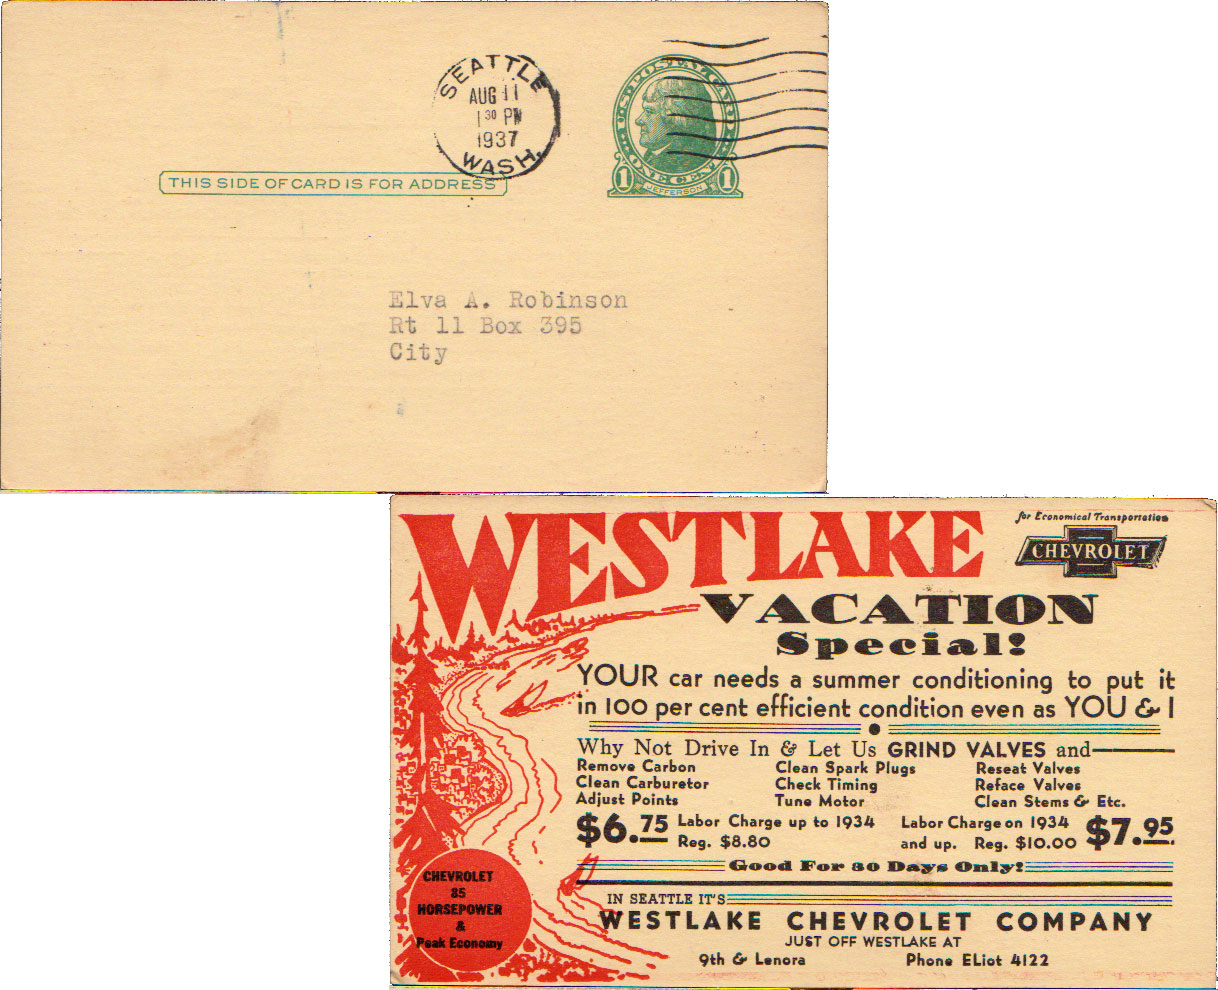 SEATTLE
AUG 11
1 30 PM
1937
WASH.
U.S. POSTAL CARD
ONE CENT
1 JEFFERSON 1
THIS SIDE OF CARD IS FOR ADDRESS
Elva A. Robinson
Rt 11 Box 395
City
WESTLAKE
for Economical Transportation
CHEVROLET
VACATION
Special!
YOUR car needs a summer conditioning to put it
in 100 per cent efficient condition even as YOU & I
Why Not Drive In & Let Us GRIND VALVES and
Remove Carbon Clean Spark Plugs Reseat Valves
Clean Carburetor Check Timing Reface Valves
Adjust Points Tune Motor Clean Stems & Etc.
$6.75 Labor Charge up to 1934 Reg. $8.80
Labor Charge on 1934 and up. Reg. $10.00 $7.95
Good For 30 Days Only!
CHEVROLET
85
HORSEPOWER
&
Peak Economy
IN SEATTLE IT'S
WESTLAKE CHEVROLET COMPANY
JUST OFF WESTLAKE AT
9th & Lenora Phone ELiot 4122